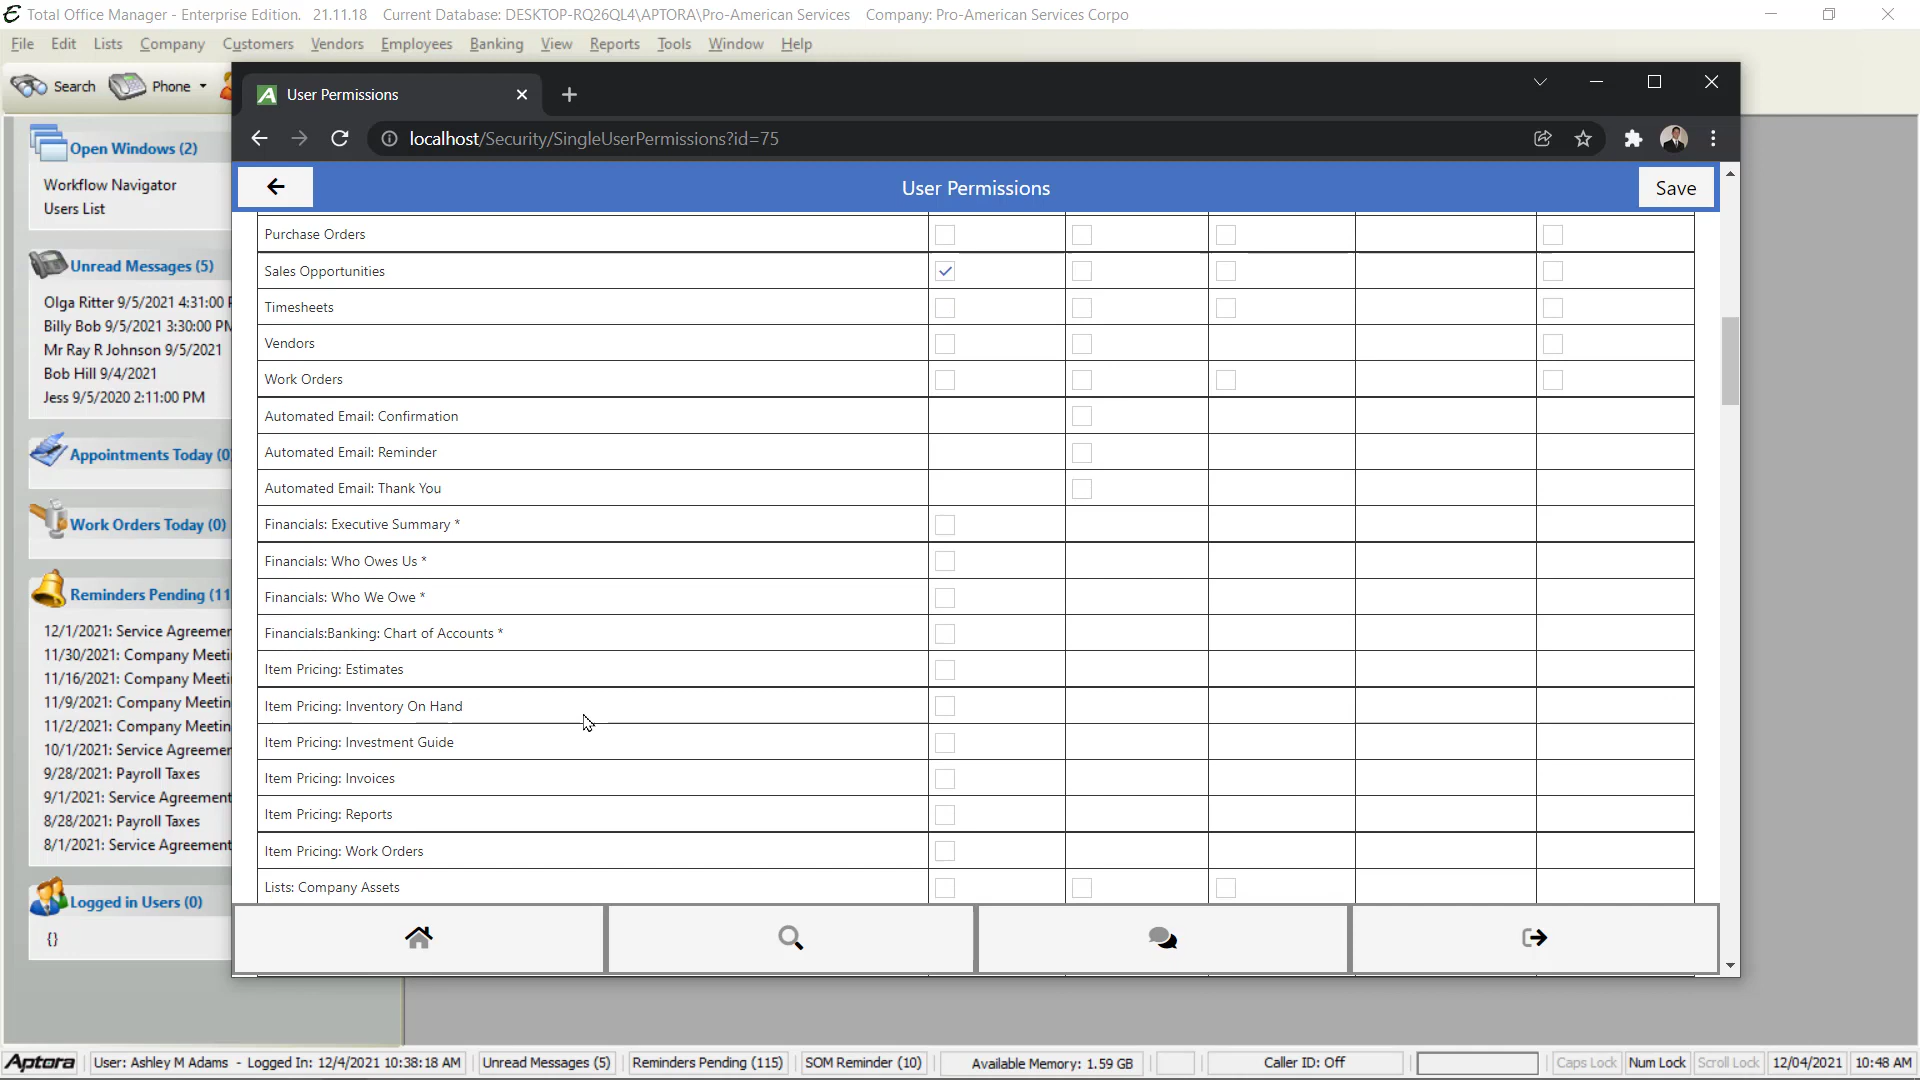 Total Office Manager - Enterprise Edition. 21.11.18 Current Database: DESKTOP-RQ26QL4\APTORA\Pro-American Services Company: Pro-American Services Corpo
File Edit Lists Company Customers Vendors Employees Banking View Reports Tools Window Help
Search Phone
User Permissions
localhost/Security/SingleUserPermissions?id=75
User Permissions
Save
Open Windows (2)
Workflow Navigator
Users List
Unread Messages (5)
Olga Ritter 9/5/2021 4:31:00
Billy Bob 9/5/2021 3:30:00 PM
Mr Ray R Johnson 9/5/2021
Bob Hill 9/4/2021
Jess 9/5/2020 2:11:00 PM
Appointments Today (0
Work Orders Today (0)
Reminders Pending (11
12/1/2021: Service Agreemer
11/30/2021: Company Meeti
11/16/2021: Company Meeti
11/9/2021: Company Meetin
11/2/2021: Company Meetin
10/1/2021: Service Agreemer
9/28/2021: Payroll Taxes
9/1/2021: Service Agreement
8/28/2021: Payroll Taxes
8/1/2021: Service Agreement
Logged in Users (0)
{}
Purchase Orders
Sales Opportunities
Timesheets
Vendors
Work Orders
Automated Email: Confirmation
Automated Email: Reminder
Automated Email: Thank You
Financials: Executive Summary *
Financials: Who Owes Us *
Financials: Who We Owe *
Financials:Banking: Chart of Accounts *
Item Pricing: Estimates
Item Pricing: Inventory On Hand
Item Pricing: Investment Guide
Item Pricing: Invoices
Item Pricing: Reports
Item Pricing: Work Orders
Lists: Company Assets
Aptora User: Ashley M Adams - Logged In: 12/4/2021 10:38:18 AM Unread Messages (5) Reminders Pending (115) SOM Reminder (10) Available Memory: 1.59 GB Caller ID: Off Caps Lock Num Lock Scroll Lock 12/04/2021 10:48 AM